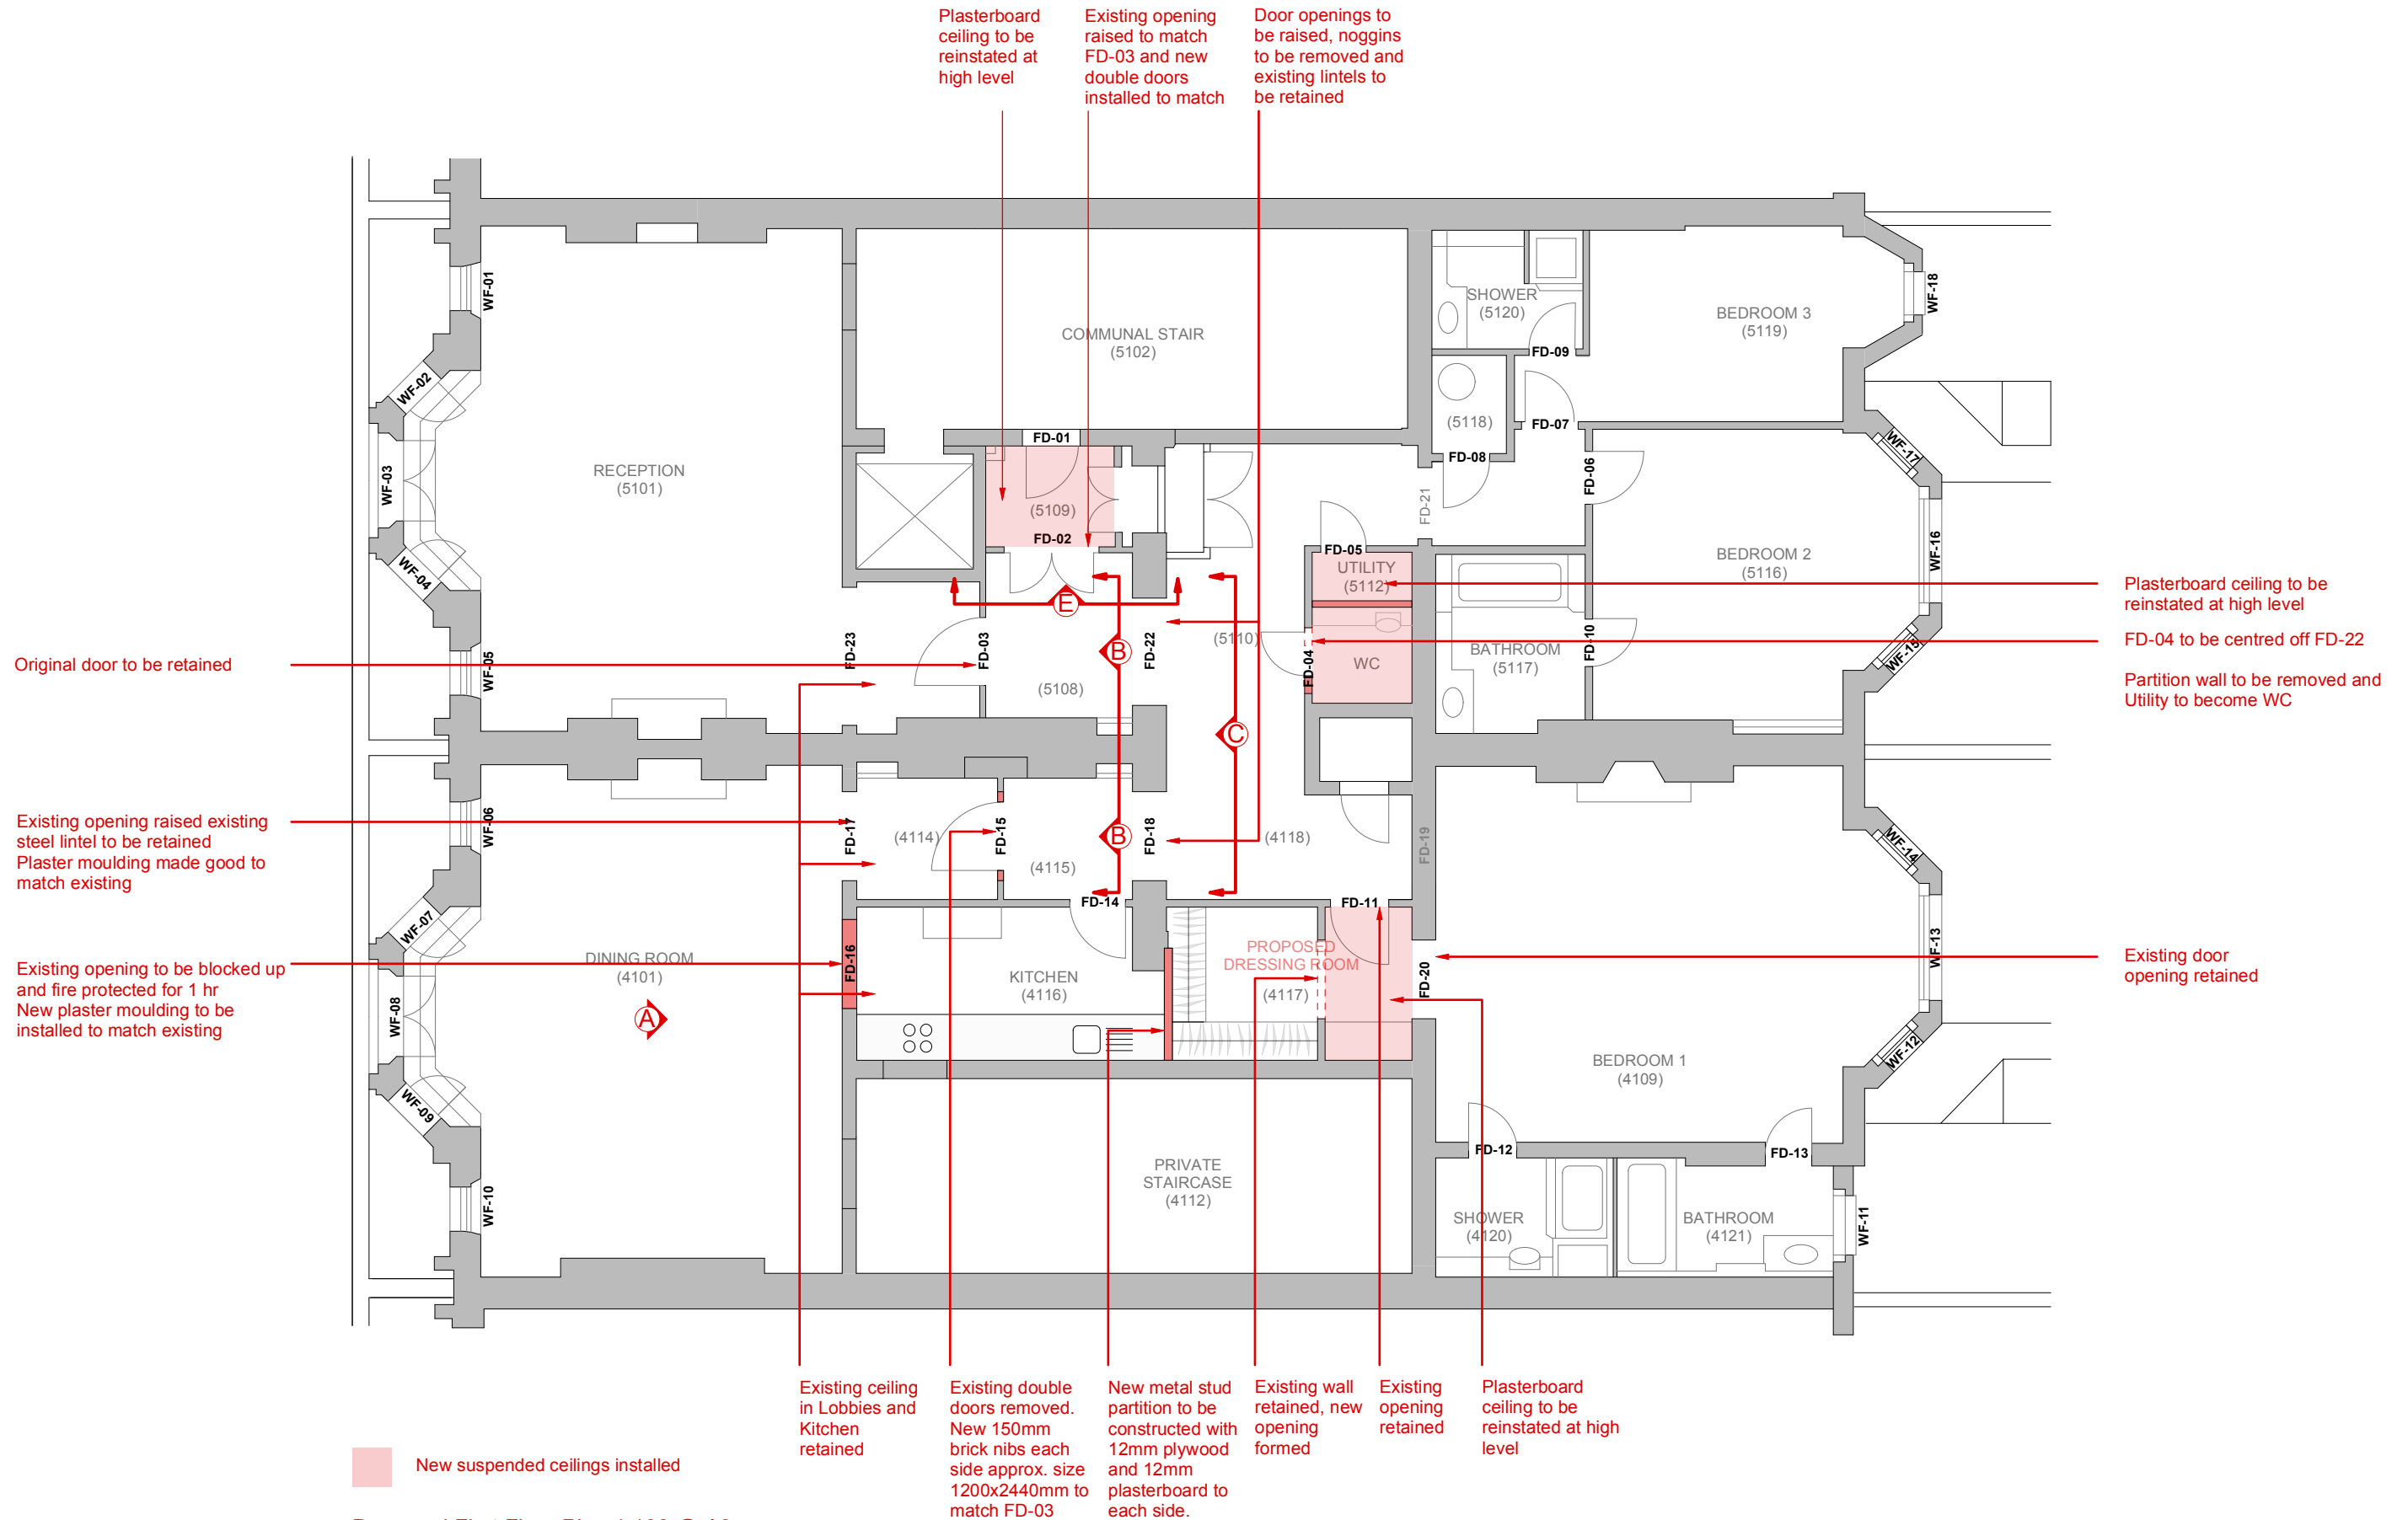 Plasterboard
ceiling to be
reinstated at
high level
Existing opening
raised to match
FD-03 and new
double doors
installed to match
Door openings to
be raised, noggins
to be removed and
existing lintels to
be retained
WF-01
WF-02
WF-03
WF-04
WF-05
RECEPTION
(5101)
COMMUNAL STAIR
(5102)
SHOWER
(5120)
FD-09
BEDROOM 3
(5119)
WF-18
(5118)
FD-07
FD-08
FD-06
FD-01
(5109)
FD-02
FD-21
FD-05
UTILITY
(5112)
WC
FD-04
BATHROOM
(5117)
FD-10
BEDROOM 2
(5116)
WF-17
WF-16
WF-15
E
B
C
FD-23
FD-03
(5108)
FD-22
(5110)
Original door to be retained
Plasterboard ceiling to be
reinstated at high level
FD-04 to be centred off FD-22
Partition wall to be removed and
Utility to become WC
Existing opening raised existing
steel lintel to be retained
Plaster moulding made good to
match existing
Existing opening to be blocked up
and fire protected for 1 hr
New plaster moulding to be
installed to match existing
WF-06
WF-07
WF-08
WF-09
WF-10
DINING ROOM
(4101)
A
FD-17
(4114)
FD-15
(4115)
B
FD-18
(4118)
FD-19
FD-14
FD-11
FD-16
KITCHEN
(4116)
PROPOSED
DRESSING ROOM
(4117)
FD-20
BEDROOM 1
(4109)
WF-14
WF-13
WF-12
Existing door
opening retained
PRIVATE
STAIRCASE
(4112)
FD-12
FD-13
SHOWER
(4120)
BATHROOM
(4121)
WF-11
Existing ceiling
in Lobbies and
Kitchen
retained
Existing double
doors removed.
New 150mm
brick nibs each
side approx. size
1200x2440mm to
match FD-03
New metal stud
partition to be
constructed with
12mm plywood
and 12mm
plasterboard to
each side.
Existing wall
retained, new
opening
formed
Existing
opening
retained
Plasterboard
ceiling to be
reinstated at high
level
New suspended ceilings installed